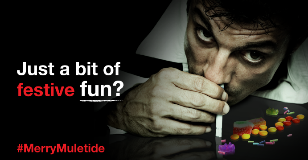 Just a bit of
festive fun?
#MerryMuletide